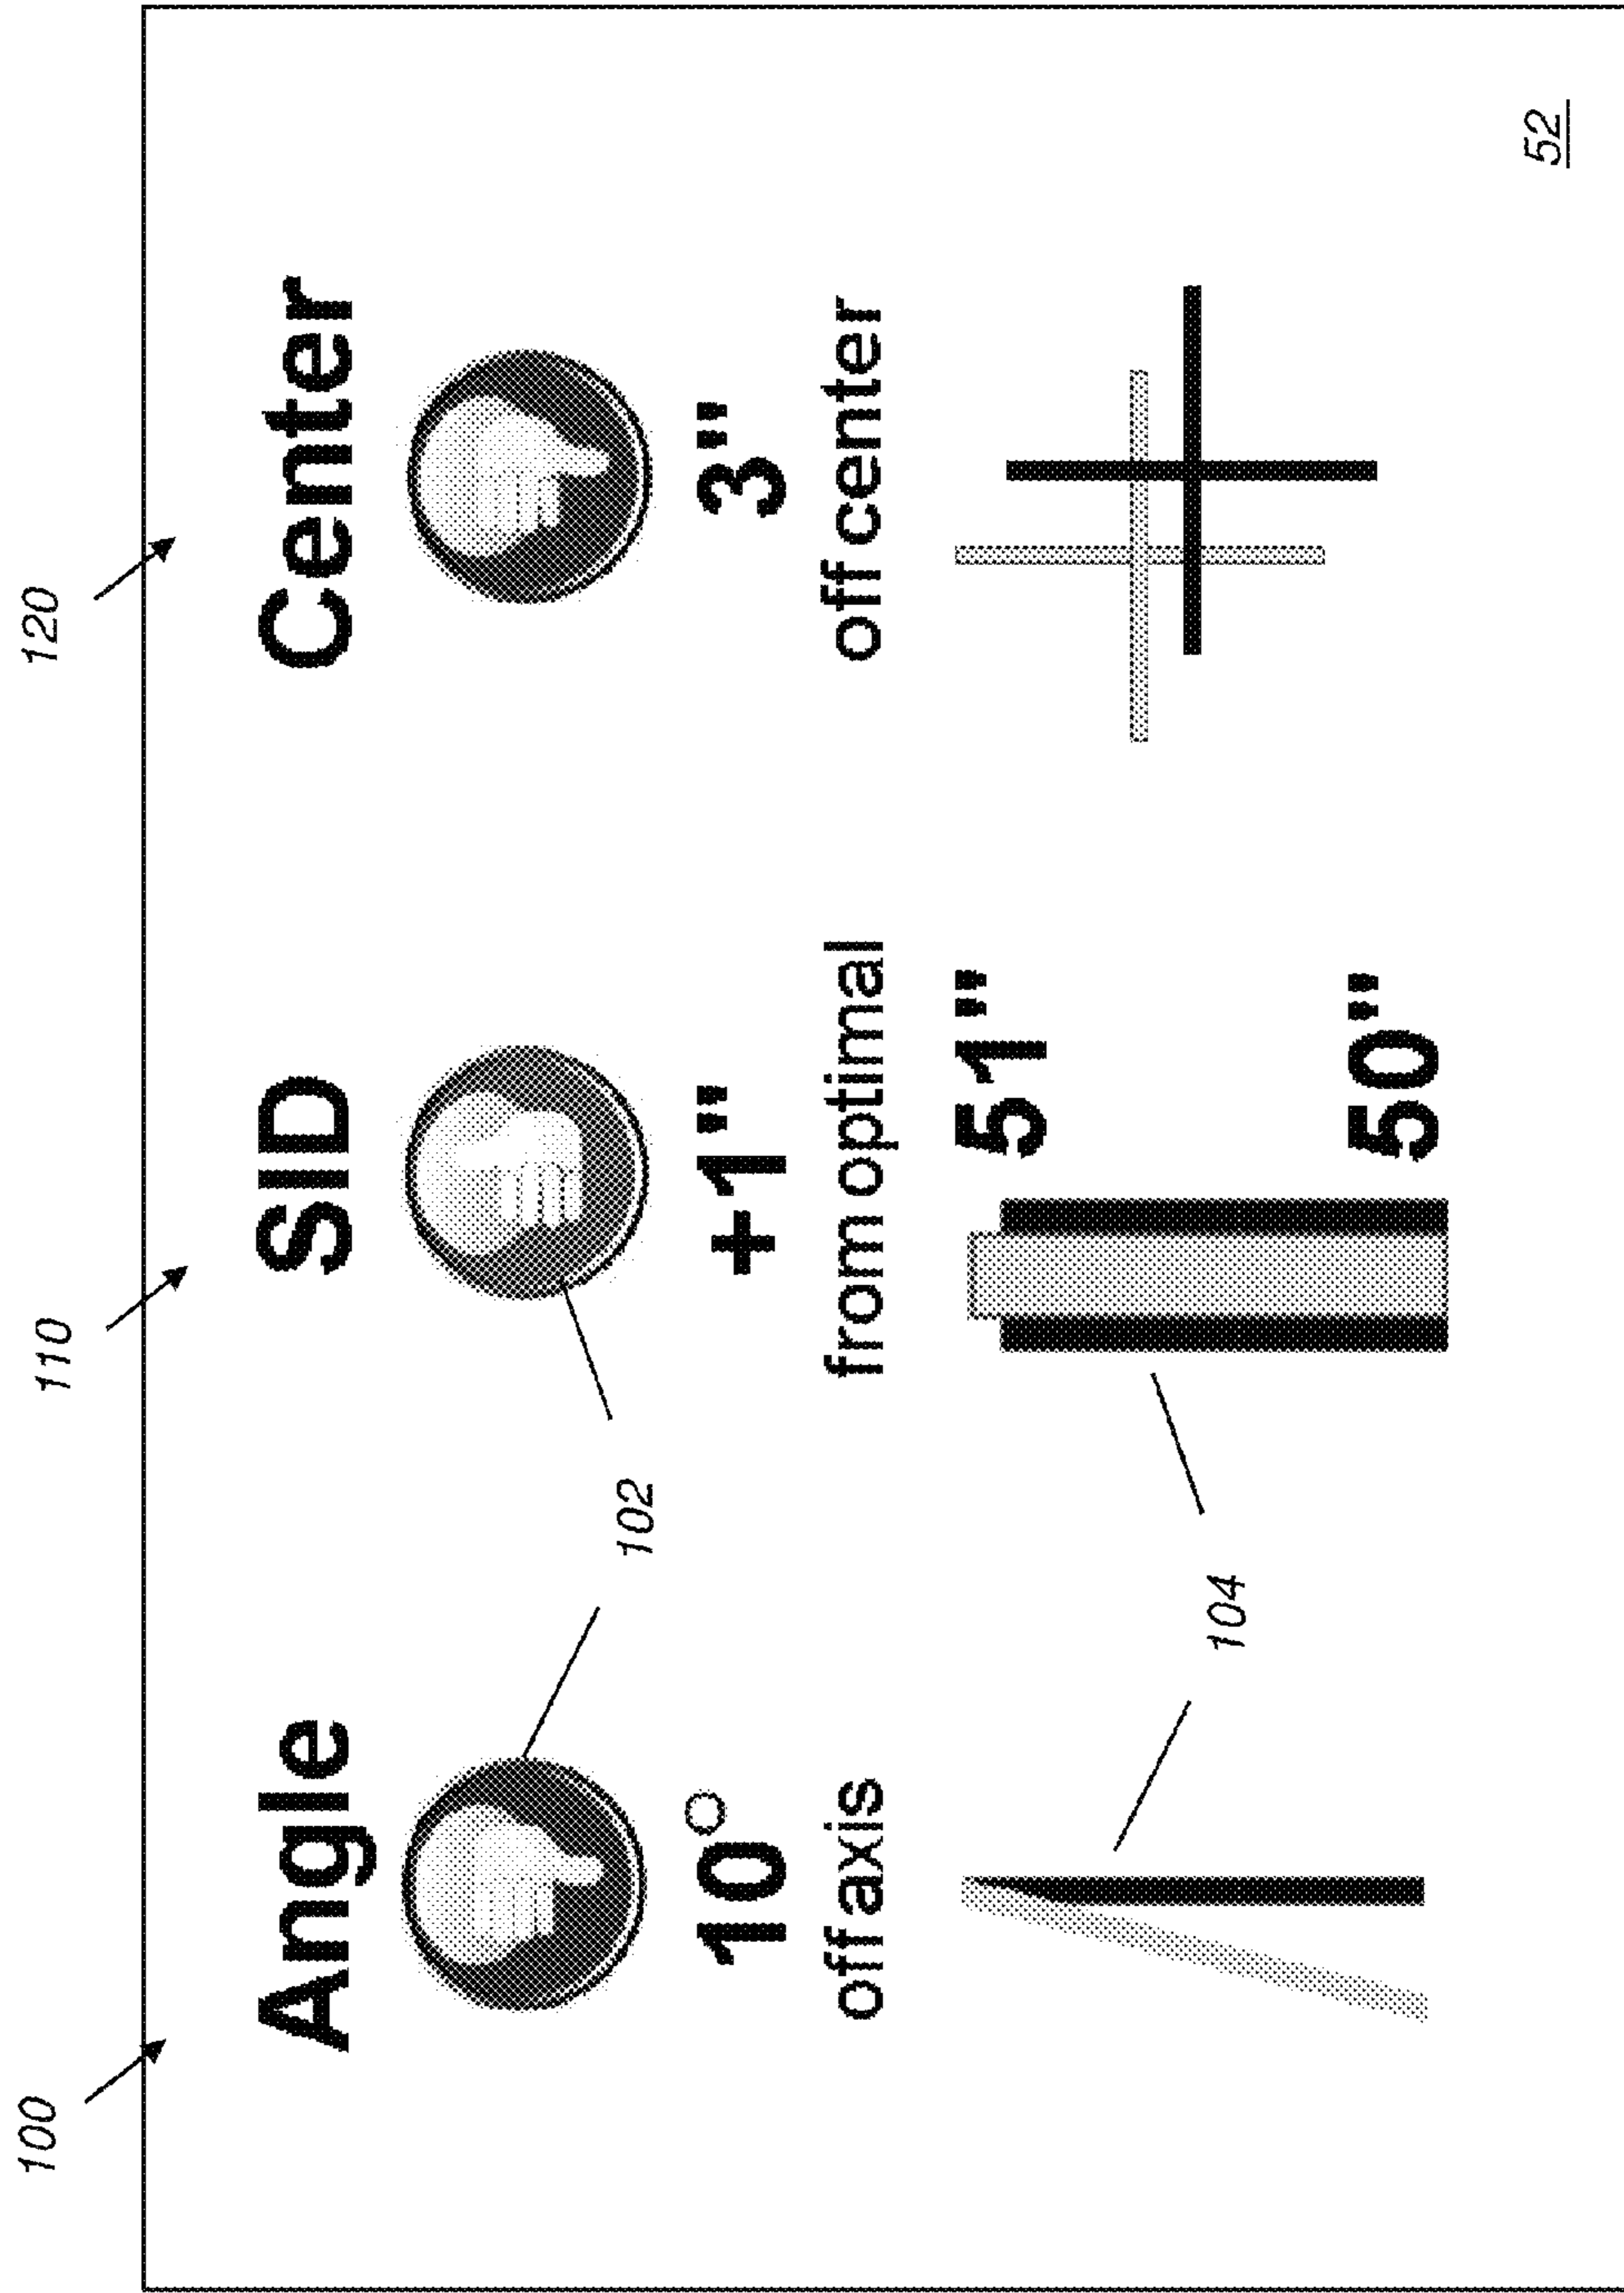 100
110
120
Angle
SID
Center
102
10°
+1"
3"
off axis
from optimal
off center
51"
104
50"
52